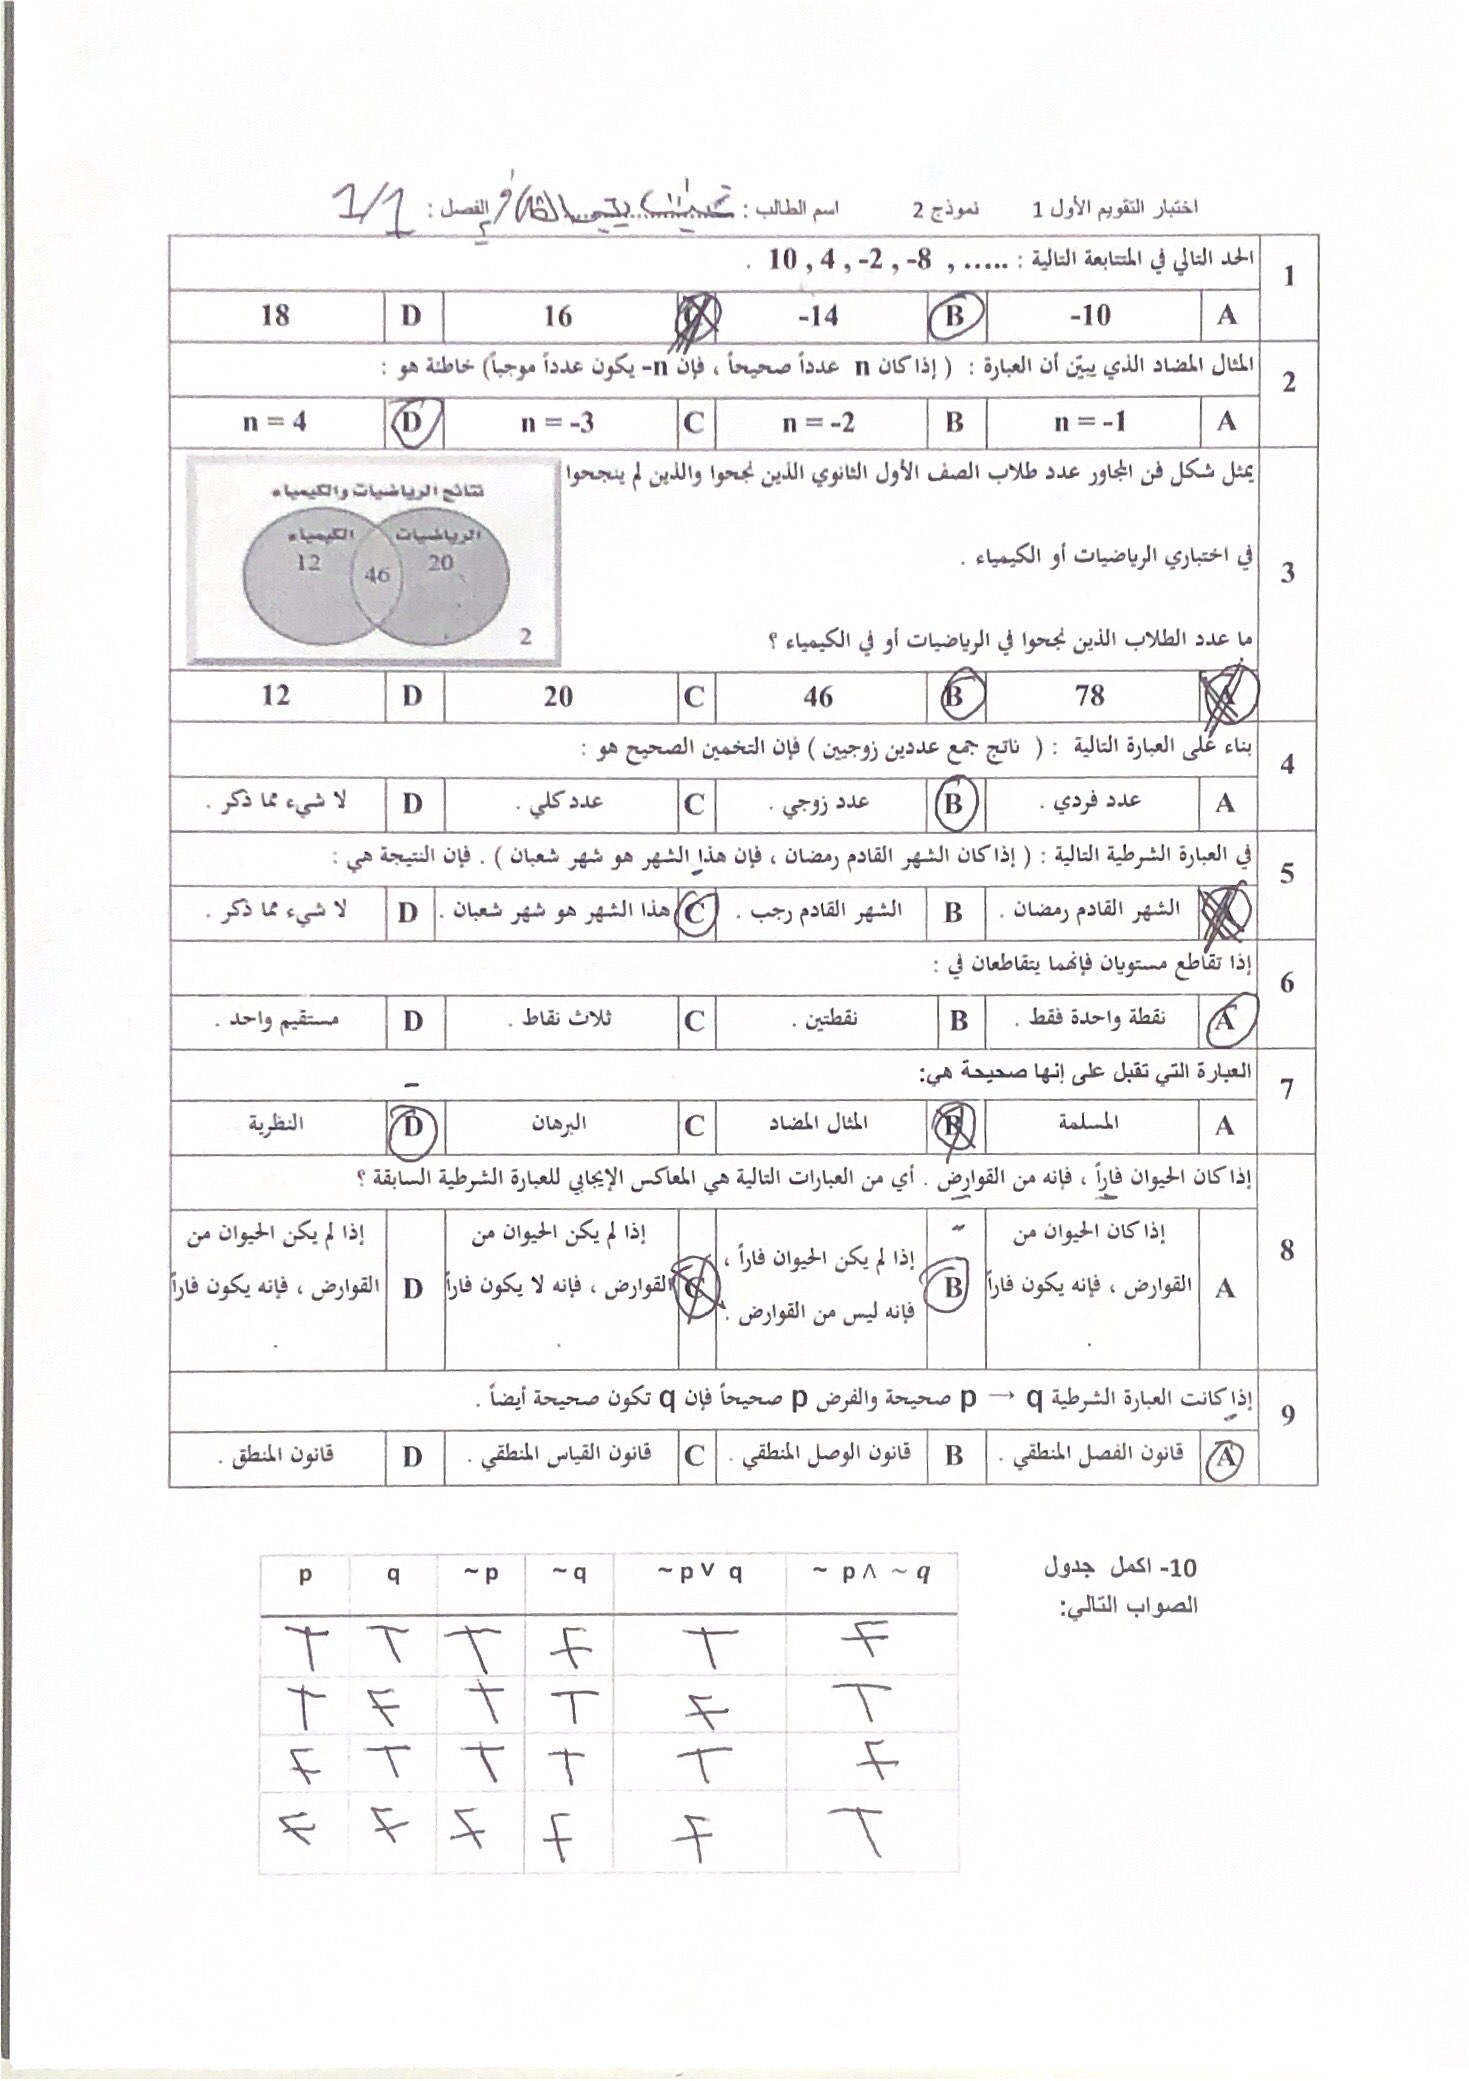 اختبار التقويم الأول 1 نموذج 2 اسم الطالب : الفصل : 1/1
1 الحد التالي في المتتابعة التالية : 10 , 4 , -2 , -8 , ..... .
A -10 B -14 C 16 D 18
2 المثال المضاد الذي يبيّن أن العبارة : ( إذا كان n عدداً صحيحاً ، فإن n- يكون عدداً موجباً) خاطئة هو :
A n = -1 B n = -2 C n = -3 D n = 4
3 يمثل شكل فن المجاور عدد طلاب الصف الأول الثانوي الذين نجحوا والذين لم ينجحوا
في اختباري الرياضيات أو الكيمياء .
ما عدد الطلاب الذين نجحوا في الرياضيات أو في الكيمياء ؟
نتائج الرياضيات والكيمياء
الرياضيات الكيمياء
20 46 12
2
A 78 B 46 C 20 D 12
4 بناء على العبارة التالية : ( ناتج جمع عددين زوجيين ) فإن التخمين الصحيح هو :
A عدد فردي . B عدد زوجي . C عدد كلي . D لا شيء مما ذكر .
5 في العبارة الشرطية التالية : ( إذا كان الشهر القادم رمضان ، فإن هذا الشهر هو شهر شعبان ) . فإن النتيجة هي :
الشهر القادم رمضان . B الشهر القادم رجب . C هذا الشهر هو شهر شعبان . D لا شيء مما ذكر .
6 إذا تقاطع مستويان فإنهما يتقاطعان في :
A نقطة واحدة فقط . B نقطتين . C ثلاث نقاط . D مستقيم واحد .
7 العبارة التي تقبل على إنها صحيحة هي:
A المسلمة B المثال المضاد C البرهان D النظرية
8 إذا كان الحيوان فاراً ، فإنه من القوارض . أي من العبارات التالية هي المعاكس الإيجابي للعبارة الشرطية السابقة ؟
A إذا كان الحيوان من القوارض ، فإنه يكون فاراً .
B إذا لم يكن الحيوان فاراً ، فإنه ليس من القوارض .
C إذا لم يكن الحيوان من القوارض ، فإنه لا يكون فاراً .
D إذا لم يكن الحيوان من القوارض ، فإنه يكون فاراً .
9 إذا كانت العبارة الشرطية p → q صحيحة والفرض p صحيحاً فإن q تكون صحيحة أيضاً .
A قانون الفصل المنطقي . B قانون الوصل المنطقي . C قانون القياس المنطقي . D قانون المنطق .
10- اكمل جدول
الصواب التالي:
p q ~p ~q ~p ∨ q ~ p ∧ ~ q
T T T F T F
T F T T F T
F T T T T F
F F F F F T